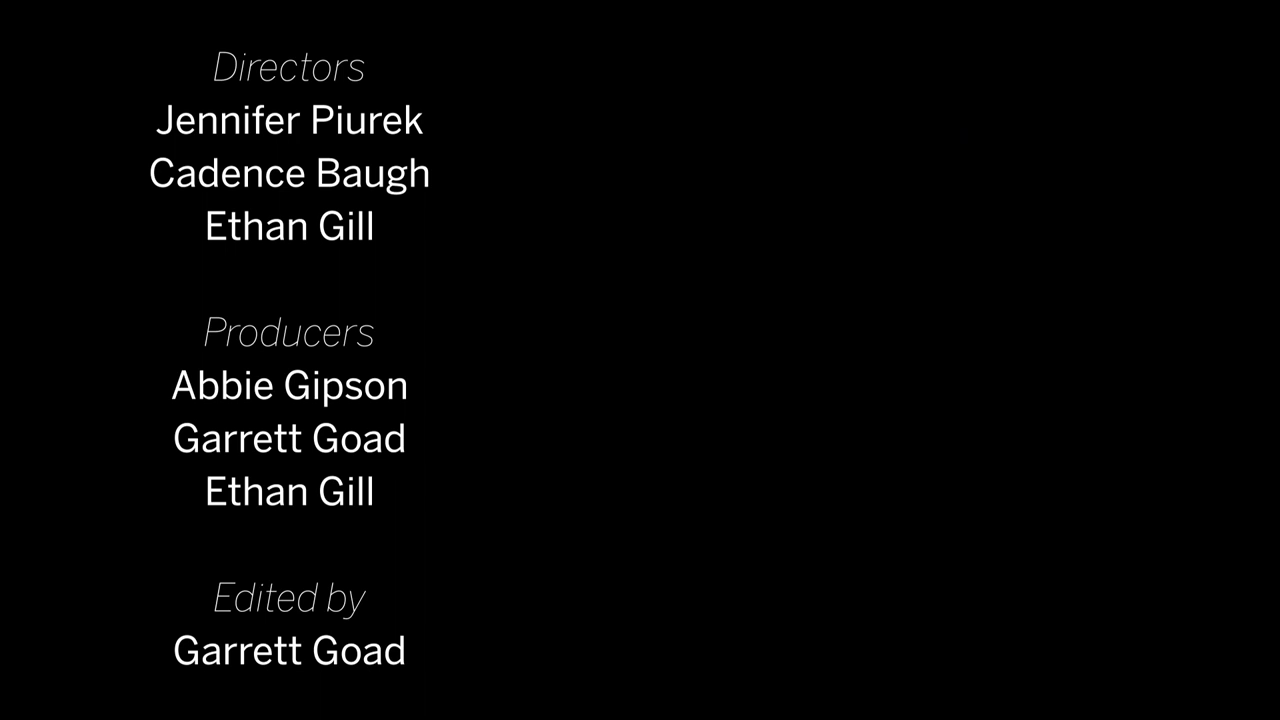 Directors
Jennifer Piurek
Cadence Baugh
Ethan Gill
Producers
Abbie Gipson
Garrett Goad
Ethan Gill
Edited by
Garrett Goad